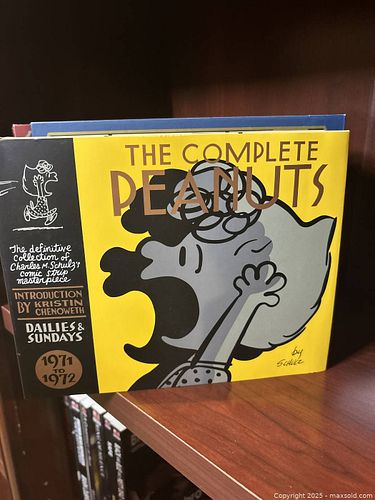 THE COMPLETE
PEANUTS
The definitive
collection of
Charles M. Schulz's
comic strip
masterpiece
INTRODUCTION
BY KRISTIN
CHENOWETH
DAILIES &
SUNDAYS
1971
TO
1972
by
SCHULZ
Copyright © 2025 - maxsold.com